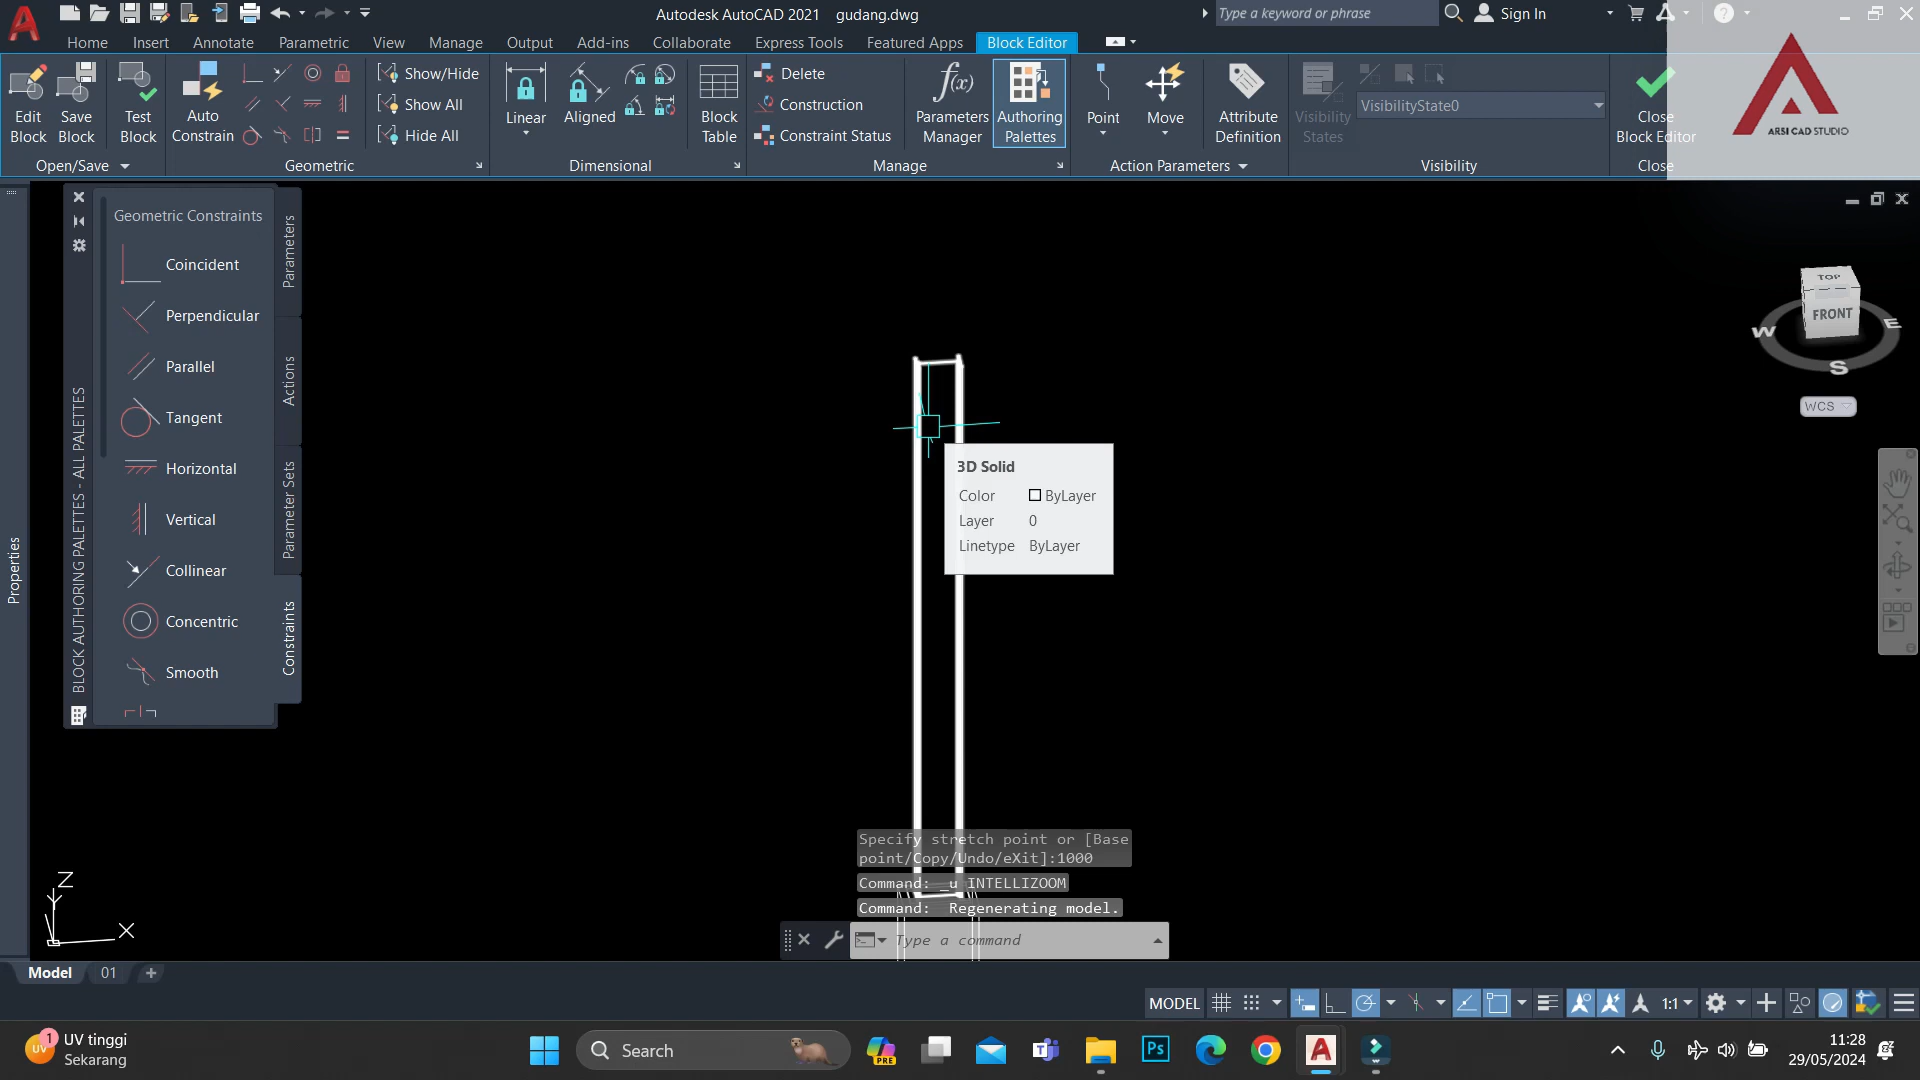 Autodesk AutoCAD 2021 gudang.dwg
Type a keyword or phrase
Sign In
Home Insert Annotate Parametric View Manage Output Add-ins Collaborate Express Tools Featured Apps Block Editor
Edit Block
Save Block
Test Block
Auto Constrain
Show/Hide
Show All
Hide All
Linear
Aligned
Block Table
Delete
Construction
Constraint Status
Parameters Manager
Authoring Palettes
Point
Move
Attribute Definition
Visibility States
VisibilityState0
Close Block Editor
ARSI CAD STUDIO
Open/Save Geometric Dimensional Manage Action Parameters Visibility Close
Properties
BLOCK AUTHORING PALETTES - ALL PALETTES
Geometric Constraints
Coincident
Perpendicular
Parallel
Tangent
Horizontal
Vertical
Collinear
Concentric
Smooth
Parameters
Actions
Parameter Sets
Constraints
3D Solid
Color ByLayer
Layer 0
Linetype ByLayer
TOP
FRONT
W
E
S
WCS
Z
X
Specify stretch point or [Base
point/Copy/Undo/eXit]:1000
Command: _u INTELLIZOOM
Command: Regenerating model.
Type a command
Model 01
MODEL
1:1
UV
1
UV tinggi
Sekarang
Search
PRE
Ps
11:28
29/05/2024